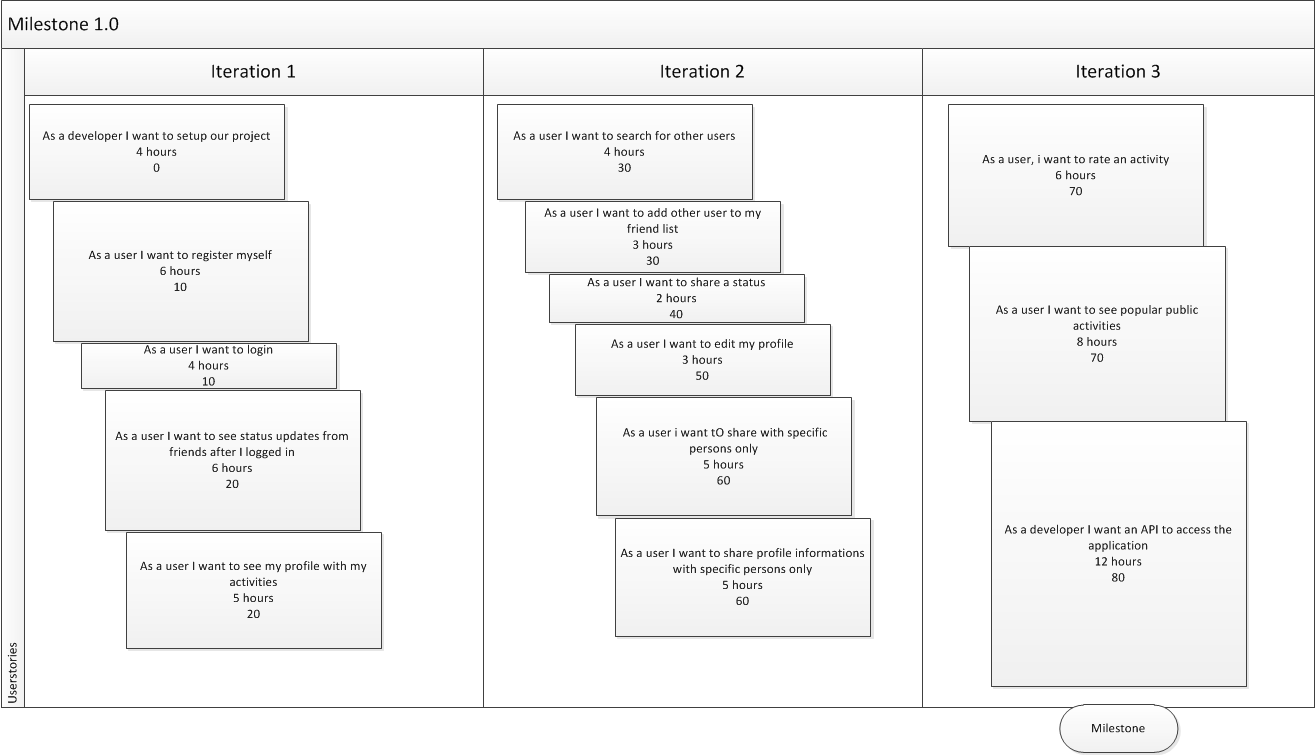 Milestone 1.0
Iteration 1
Iteration 2
Iteration 3
Userstories
As a developer I want to setup our project
4 hours
0
As a user I want to register myself
6 hours
10
As a user I want to login
4 hours
10
As a user I want to see status updates from
friends after I logged in
6 hours
20
As a user I want to see my profile with my
activities
5 hours
20
As a user I want to search for other users
4 hours
30
As a user I want to add other user to my
friend list
3 hours
30
As a user I want to share a status
2 hours
40
As a user I want to edit my profile
3 hours
50
As a user i want tO share with specific
persons only
5 hours
60
As a user I want to share profile informations
with specific persons only
5 hours
60
As a user, i want to rate an activity
6 hours
70
As a user I want to see popular public
activities
8 hours
70
As a developer I want an API to access the
application
12 hours
80
Milestone